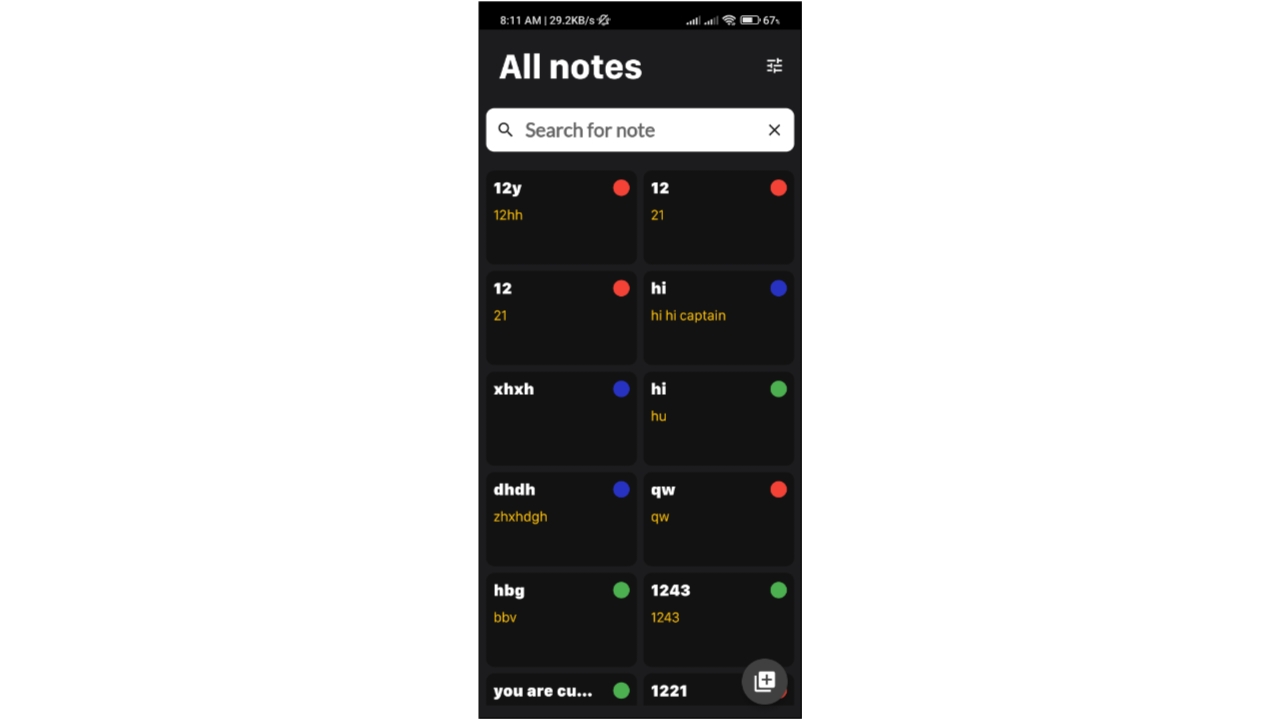 8:11 AM | 29.2KB/s
67%
All notes
Search for note
12y
12hh
12
21
12
21
hi
hi hi captain
xhxh
hi
hu
dhdh
zhxhdgh
qw
qw
hbg
bbv
1243
1243
you are cu...
1221